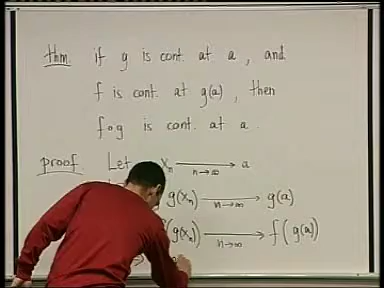 thm. if g is cont. at a, and
f is cont. at g(a), then
f∘g is cont. at a.
proof. Let xₙ ⟶ a
n→∞
g(xₙ) ⟶ g(a)
n→∞
f(g(xₙ)) ⟶ f(g(a))
n→∞